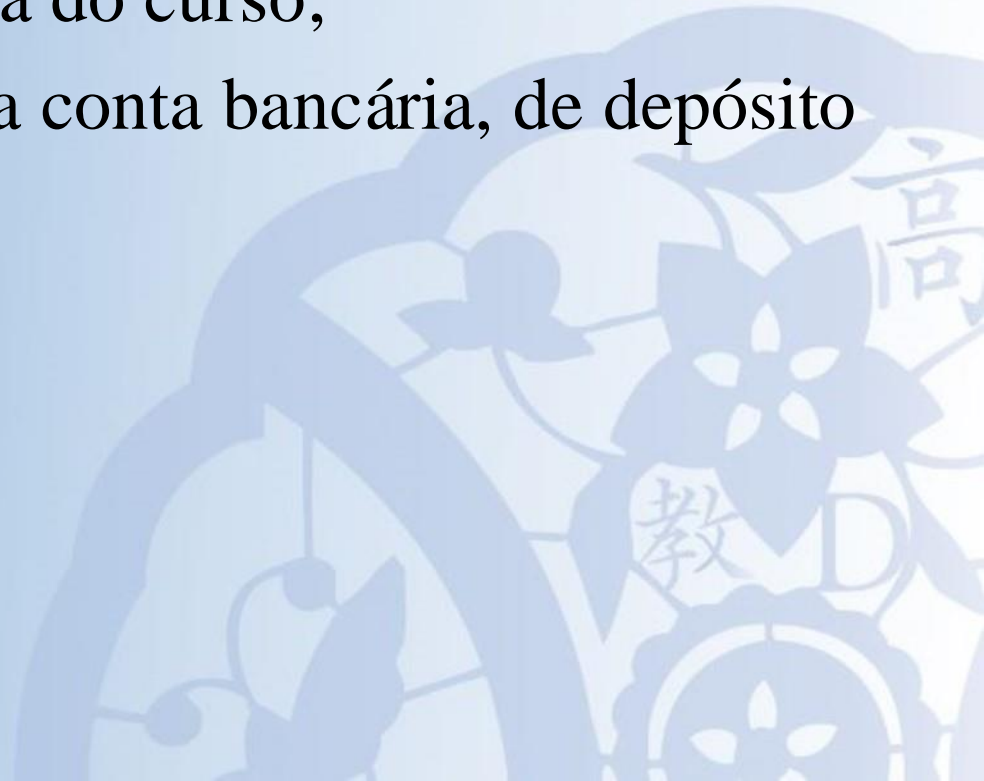 a do curso,
a conta bancária, de depósito
高
教 D